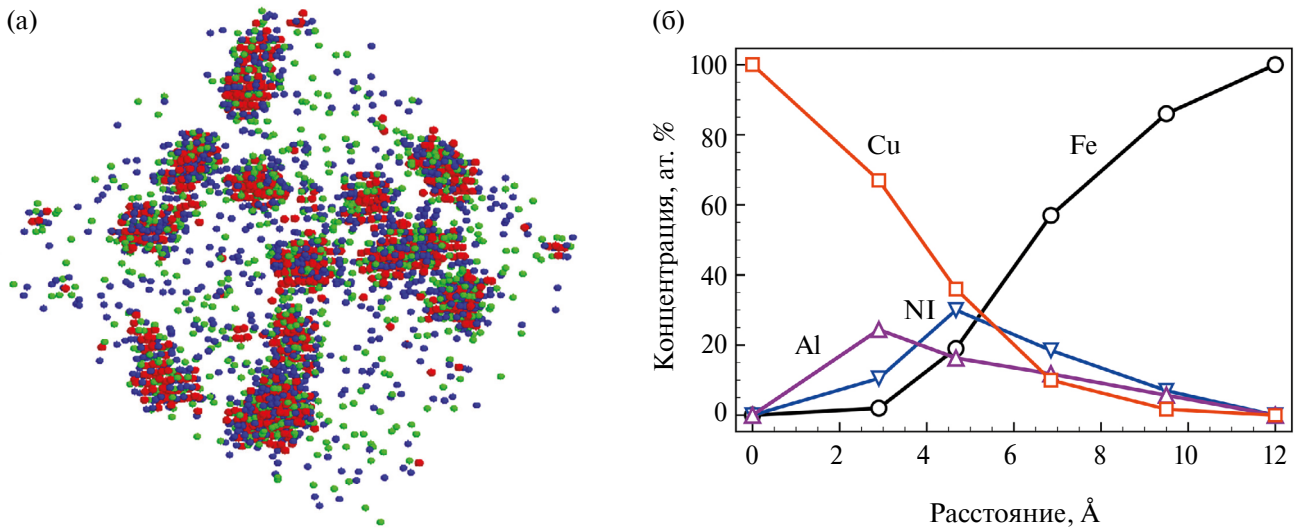 (а)
(б)
Концентрация, ат. %
100
80
60
40
20
0
Cu
Fe
NI
Al
0 2 4 6 8 10 12
Расстояние, Å